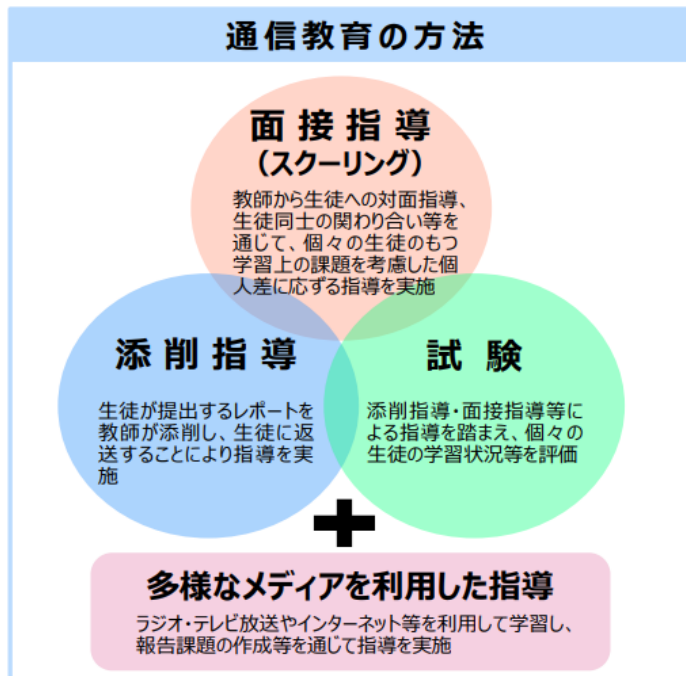 通信教育の方法
面接指導
(スクーリング)
教師から生徒への対面指導、
生徒同士の関わり合い等を
通じて、個々の生徒のもつ
学習上の課題を考慮した個
人差に応ずる指導を実施
添削指導
生徒が提出するレポートを
教師が添削し、生徒に返
送することにより指導を実
施
試験
添削指導・面接指導等に
よる指導を踏まえ、個々の
生徒の学習状況等を評価
多様なメディアを利用した指導
ラジオ・テレビ放送やインターネット等を利用して学習し、
報告課題の作成等を通じて指導を実施